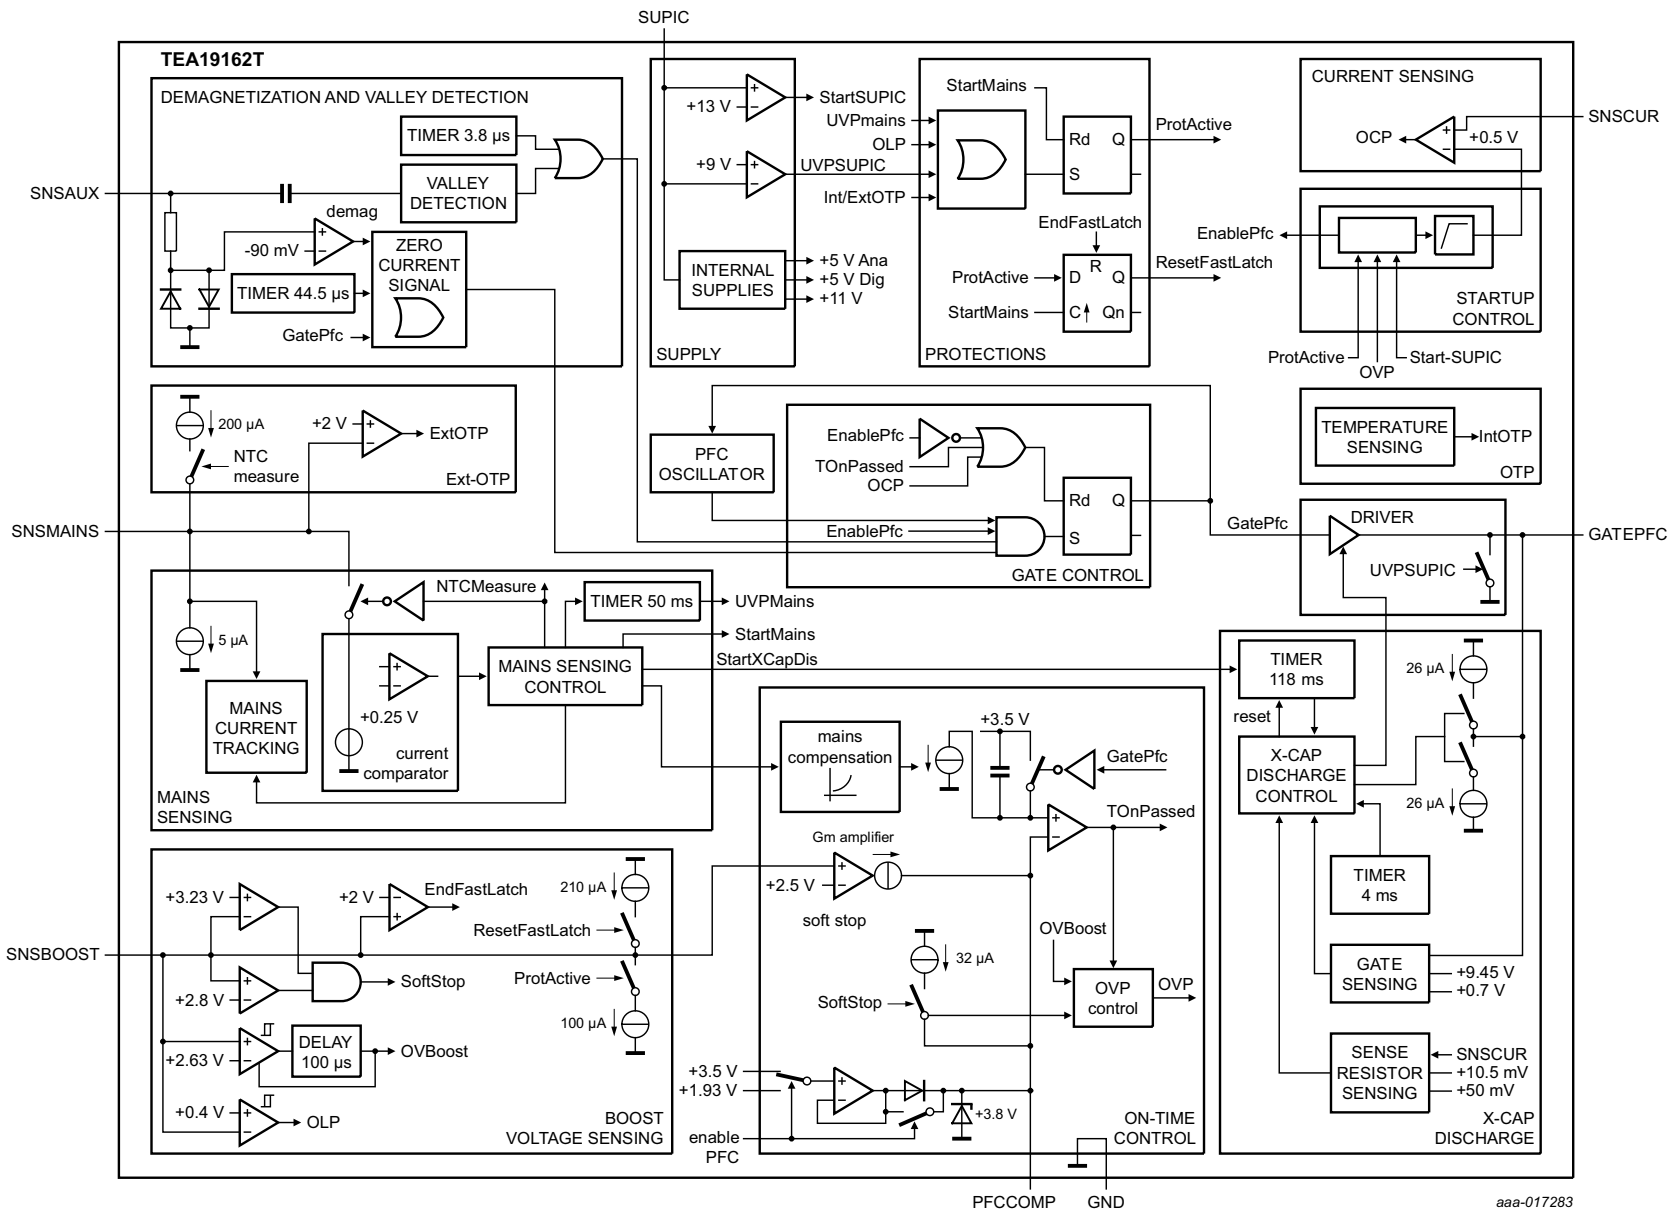 SUPIC
TEA19162T
DEMAGNETIZATION AND VALLEY DETECTION
TIMER 3.8 μs
VALLEY
DETECTION
SNSAUX
demag
-90 mV
ZERO
CURRENT
SIGNAL
TIMER 44.5 μs
GatePfc
+13 V
StartSUPIC
+9 V
UVPSUPIC
INTERNAL
SUPPLIES
+5 V Ana
+5 V Dig
+11 V
SUPPLY
StartMains
UVPmains
OLP
Int/ExtOTP
Rd
Q
S
ProtActive
EndFastLatch
ProtActive
D
R
Q
ResetFastLatch
StartMains
C
Qn
PROTECTIONS
CURRENT SENSING
OCP
+0.5 V
SNSCUR
EnablePfc
STARTUP
CONTROL
ProtActive
OVP
Start-SUPIC
200 μA
NTC
measure
+2 V
ExtOTP
Ext-OTP
PFC
OSCILLATOR
EnablePfc
TOnPassed
OCP
EnablePfc
Rd
Q
S
GATE CONTROL
TEMPERATURE
SENSING
IntOTP
OTP
SNSMAINS
GatePfc
DRIVER
UVPSUPIC
GATEPFC
NTCMeasure
TIMER 50 ms
UVPMains
StartMains
StartXCapDis
5 μA
MAINS
CURRENT
TRACKING
+0.25 V
current
comparator
MAINS SENSING
CONTROL
MAINS
SENSING
mains
compensation
+3.5 V
GatePfc
TOnPassed
Gm amplifier
+2.5 V
soft stop
OVBoost
32 μA
SoftStop
OVP
control
OVP
+3.5 V
+1.93 V
+3.8 V
enable
PFC
ON-TIME
CONTROL
TIMER
118 ms
reset
X-CAP
DISCHARGE
CONTROL
26 μA
26 μA
TIMER
4 ms
GATE
SENSING
+9.45 V
+0.7 V
SENSE
RESISTOR
SENSING
SNSCUR
+10.5 mV
+50 mV
X-CAP
DISCHARGE
SNSBOOST
+3.23 V
+2 V
EndFastLatch
210 μA
ResetFastLatch
+2.8 V
SoftStop
ProtActive
100 μA
+2.63 V
DELAY
100 μs
OVBoost
+0.4 V
OLP
BOOST
VOLTAGE SENSING
PFCCOMP
GND
aaa-017283